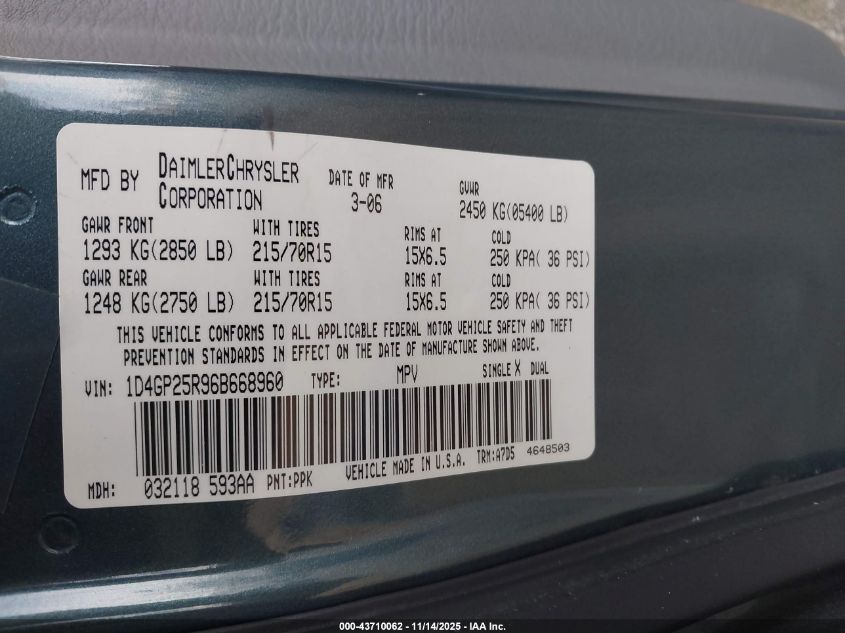 MFD BY DAIMLERCHRYSLER CORPORATION
DATE OF MFR 3-06
GVWR 2450 KG(05400 LB)
GAWR FRONT WITH TIRES RIMS AT COLD
1293 KG(2850 LB) 215/70R15 15X6.5 250 KPA( 36 PSI)
GAWR REAR WITH TIRES RIMS AT COLD
1248 KG(2750 LB) 215/70R15 15X6.5 250 KPA( 36 PSI)
THIS VEHICLE CONFORMS TO ALL APPLICABLE FEDERAL MOTOR VEHICLE SAFETY AND THEFT
PREVENTION STANDARDS IN EFFECT ON THE DATE OF MANUFACTURE SHOWN ABOVE.
VIN: 1D4GP25R96B668960 TYPE: MPV SINGLE X DUAL
MDH: 032118 593AA PNT:PPK VEHICLE MADE IN U.S.A. TRM:A7D5 4648503
000-43710062 - 11/14/2025 - IAA Inc.